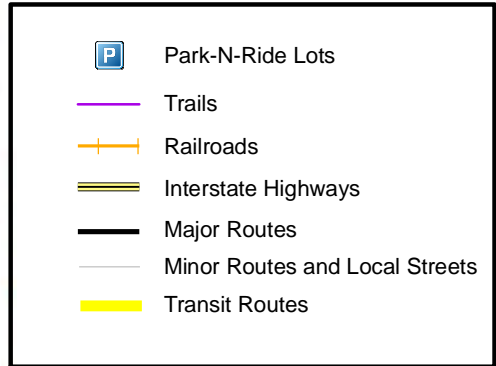 P Park-N-Ride Lots
Trails
Railroads
Interstate Highways
Major Routes
Minor Routes and Local Streets
Transit Routes